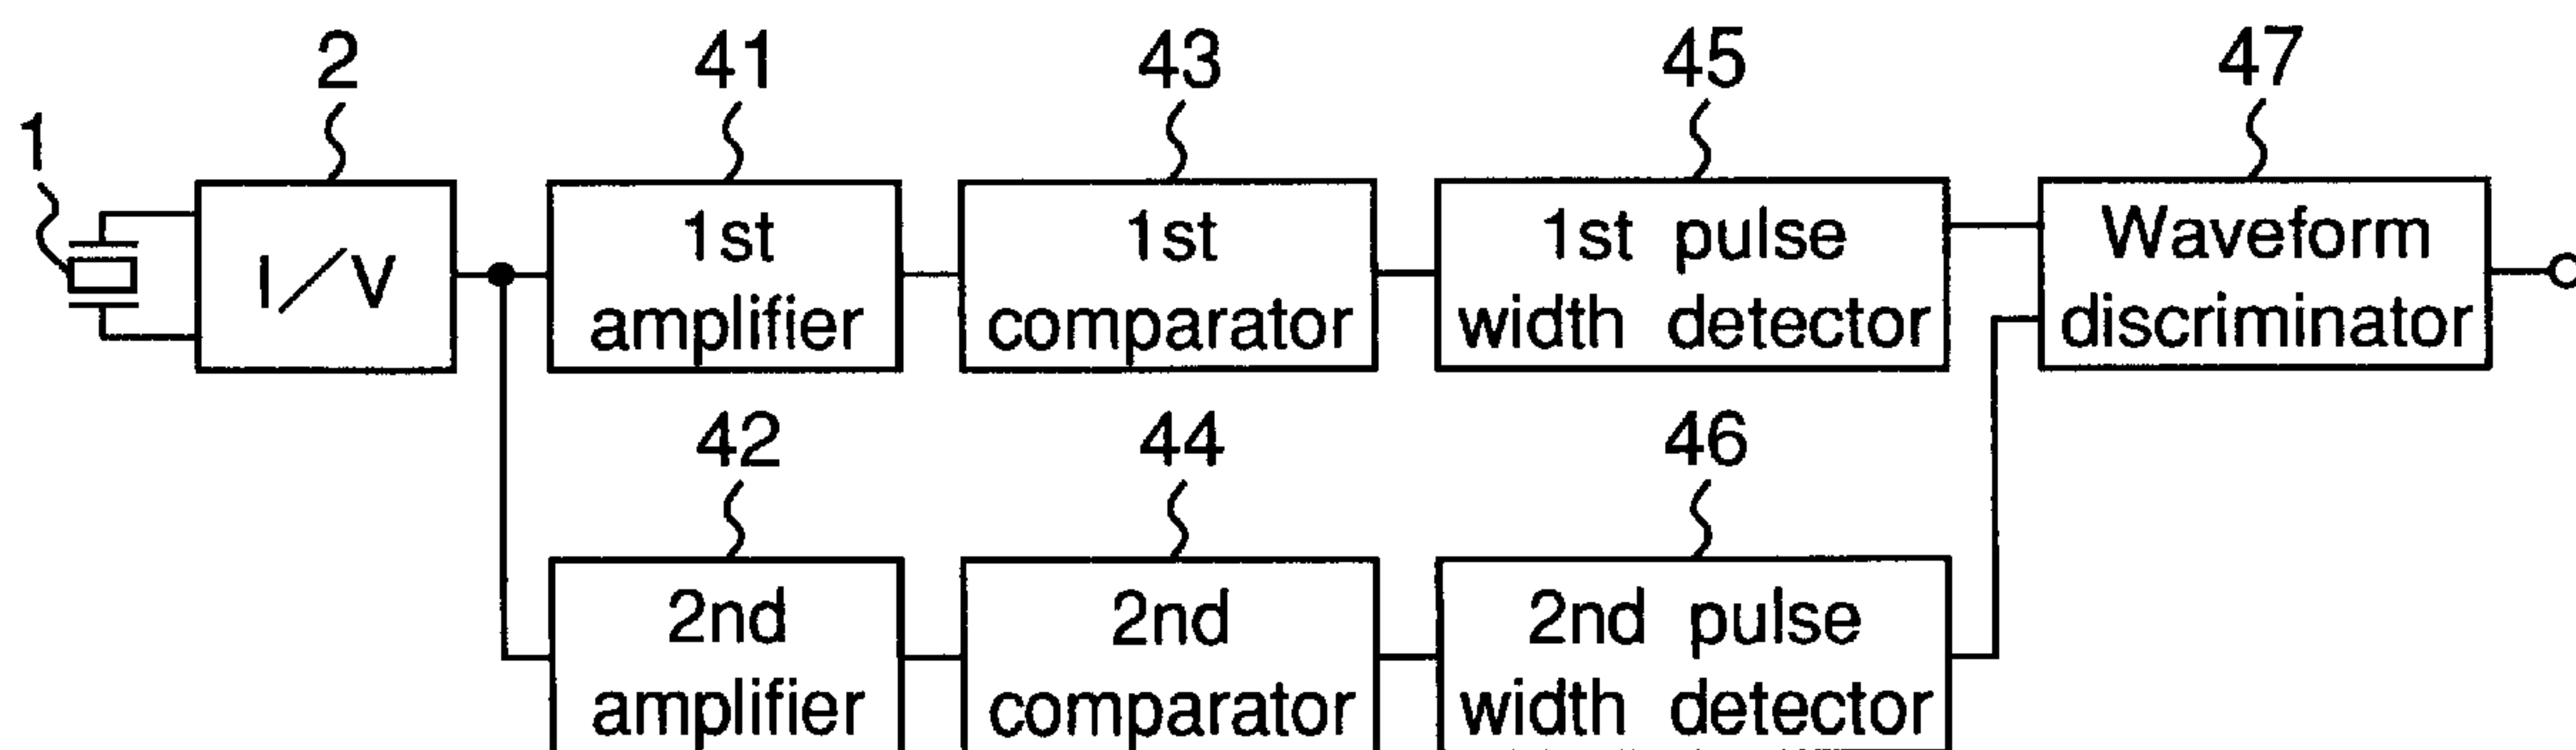 2
41
43
45
47
1
I/V
1st
amplifier
1st
comparator
1st pulse
width detector
Waveform
discriminator
42
44
46
2nd
amplifier
2nd
comparator
2nd pulse
width detector